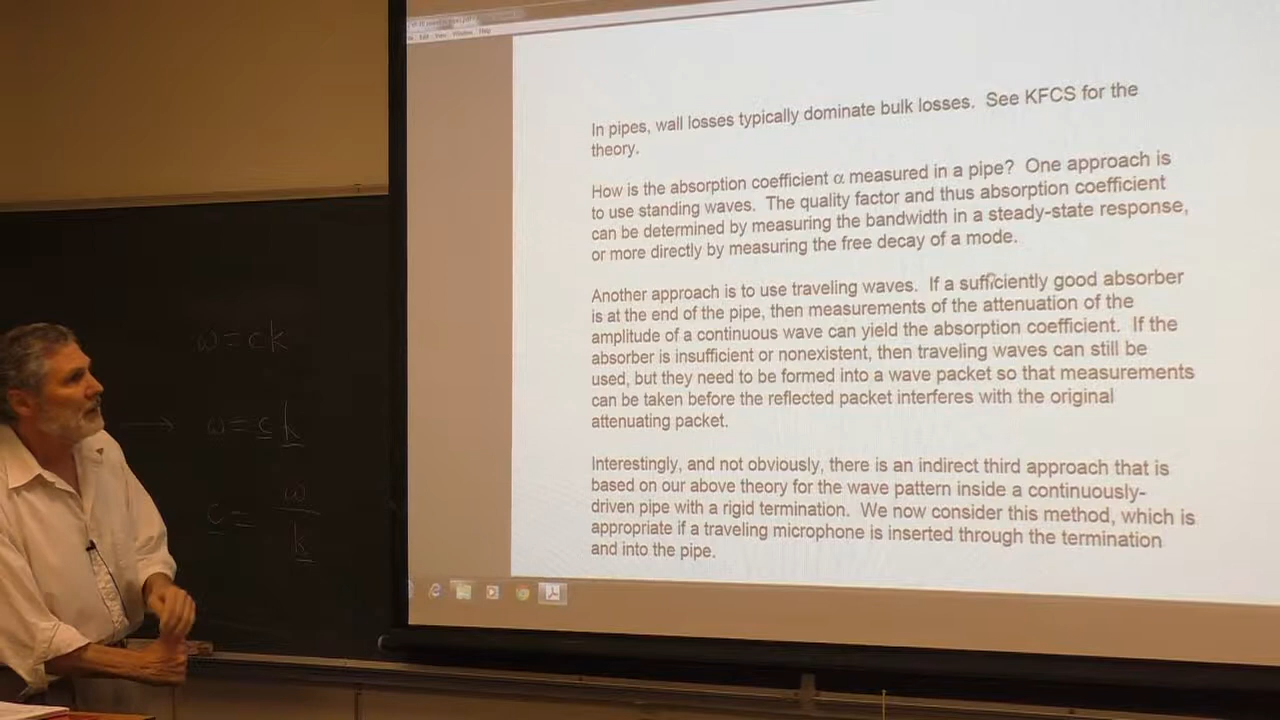 Edit View Window Help
In pipes, wall losses typically dominate bulk losses. See KFCS for the
theory.
How is the absorption coefficient α measured in a pipe? One approach is
to use standing waves. The quality factor and thus absorption coefficient
can be determined by measuring the bandwidth in a steady-state response,
or more directly by measuring the free decay of a mode.
Another approach is to use traveling waves. If a sufficiently good absorber
is at the end of the pipe, then measurements of the attenuation of the
amplitude of a continuous wave can yield the absorption coefficient. If the
absorber is insufficient or nonexistent, then traveling waves can still be
used, but they need to be formed into a wave packet so that measurements
can be taken before the reflected packet interferes with the original
attenuating packet.
Interestingly, and not obviously, there is an indirect third approach that is
based on our above theory for the wave pattern inside a continuously-
driven pipe with a rigid termination. We now consider this method, which is
appropriate if a traveling microphone is inserted through the termination
and into the pipe.
ω = ck
→ ω = c̲ k̲
c̲ = ω / k̲